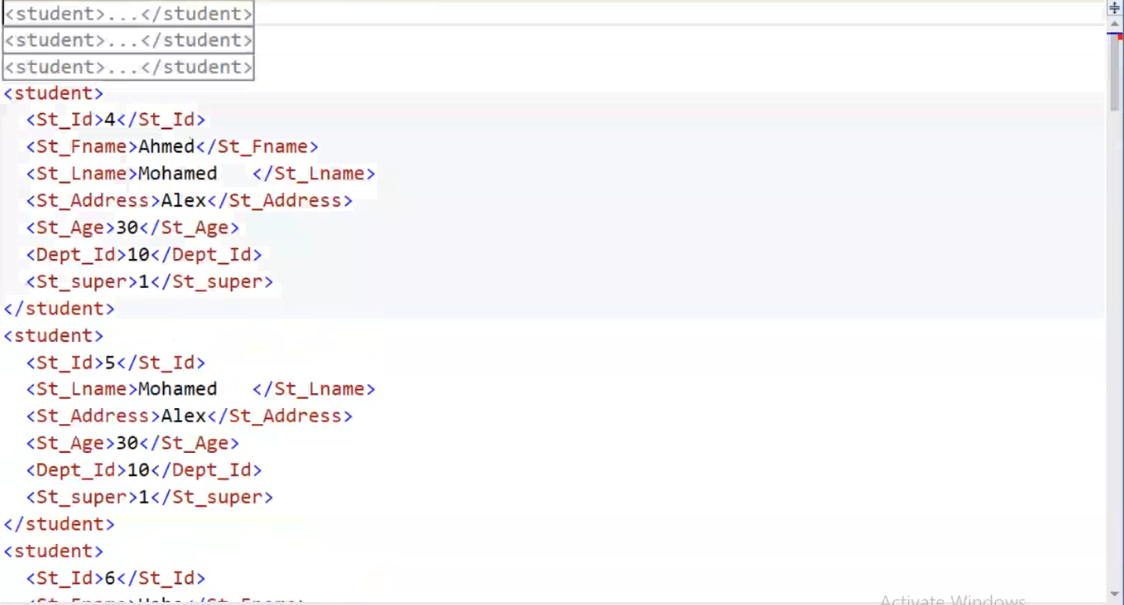 <student>...</student>
<student>...</student>
<student>...</student>
<student>
<St_Id>4</St_Id>
<St_Fname>Ahmed</St_Fname>
<St_Lname>Mohamed   </St_Lname>
<St_Address>Alex</St_Address>
<St_Age>30</St_Age>
<Dept_Id>10</Dept_Id>
<St_super>1</St_super>
</student>
<student>
<St_Id>5</St_Id>
<St_Lname>Mohamed   </St_Lname>
<St_Address>Alex</St_Address>
<St_Age>30</St_Age>
<Dept_Id>10</Dept_Id>
<St_super>1</St_super>
</student>
<student>
<St_Id>6</St_Id>
Activate Windows